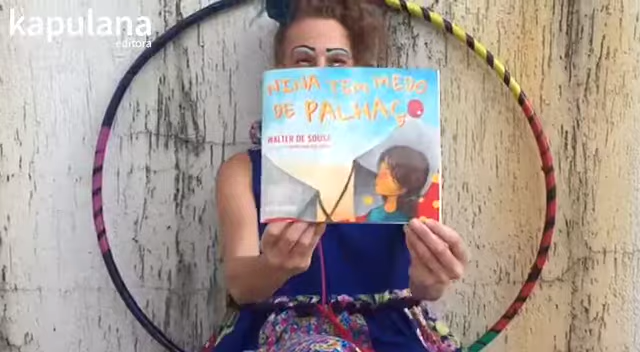 kapulana
editora
NINA TEM MEDO
DE PALHAÇO
WALTER DE SOUSA